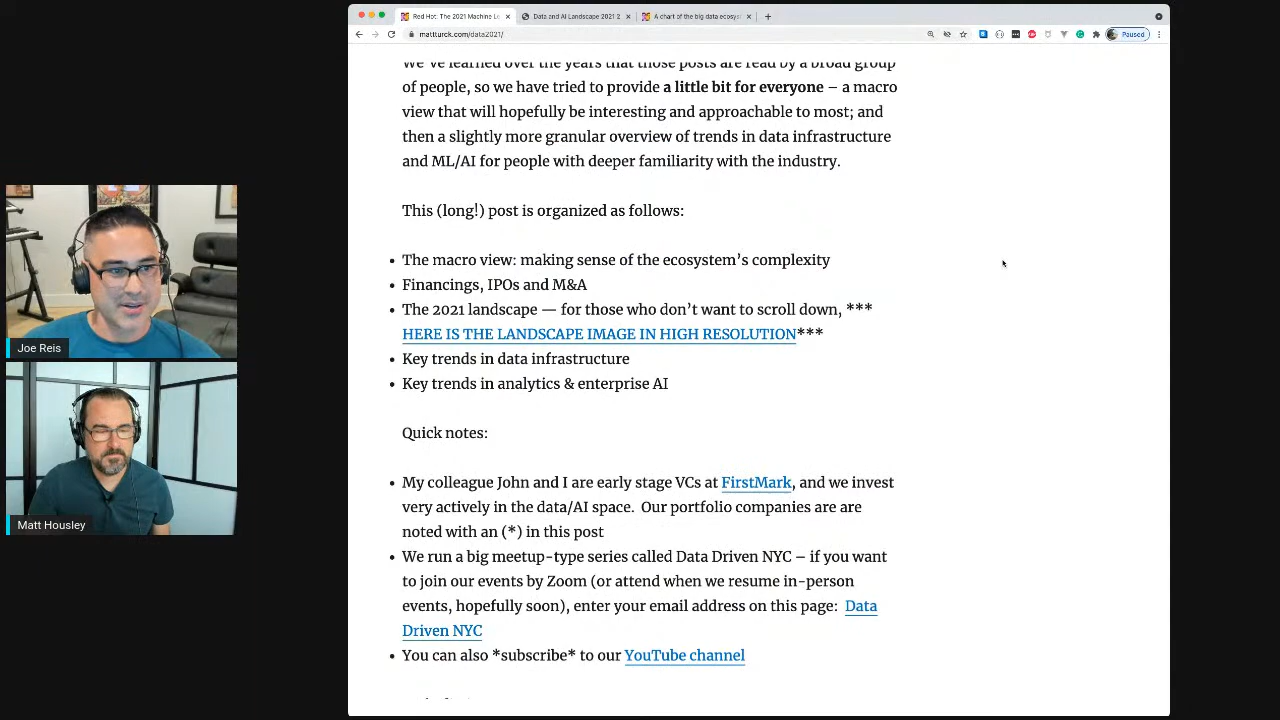 Red Hot: The 2021 Machine Le
Data and AI Landscape 2021 2
A chart of the big data ecosyst
mattturck.com/data2021/
Paused
We've learned over the years that those posts are read by a broad group
of people, so we have tried to provide a little bit for everyone – a macro
view that will hopefully be interesting and approachable to most; and
then a slightly more granular overview of trends in data infrastructure
and ML/AI for people with deeper familiarity with the industry.
This (long!) post is organized as follows:
• The macro view: making sense of the ecosystem's complexity
• Financings, IPOs and M&A
• The 2021 landscape — for those who don't want to scroll down, ***
HERE IS THE LANDSCAPE IMAGE IN HIGH RESOLUTION***
• Key trends in data infrastructure
• Key trends in analytics & enterprise AI
Quick notes:
• My colleague John and I are early stage VCs at FirstMark, and we invest
very actively in the data/AI space. Our portfolio companies are are
noted with an (*) in this post
• We run a big meetup-type series called Data Driven NYC – if you want
to join our events by Zoom (or attend when we resume in-person
events, hopefully soon), enter your email address on this page: Data
Driven NYC
• You can also *subscribe* to our YouTube channel
Joe Reis
Matt Housley